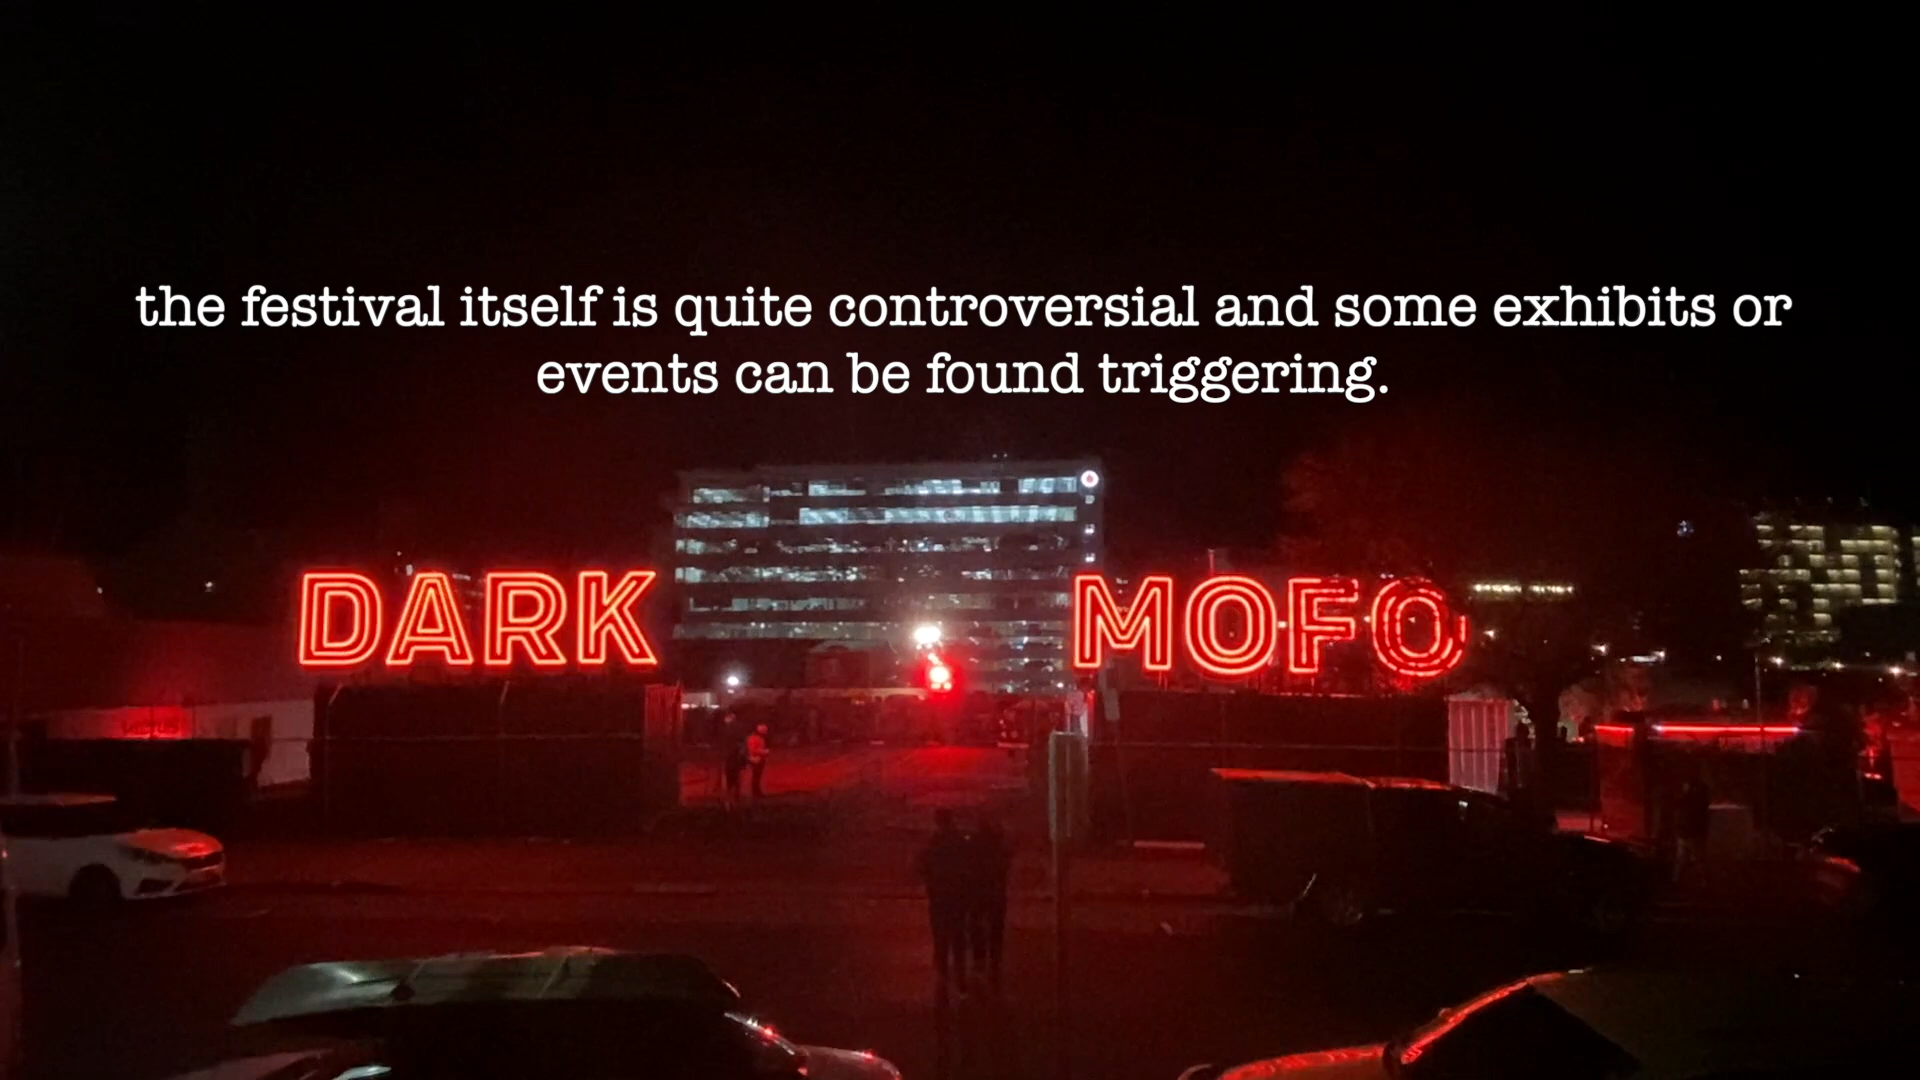 the festival itself is quite controversial and some exhibits or
events can be found triggering.
DARK MOFO